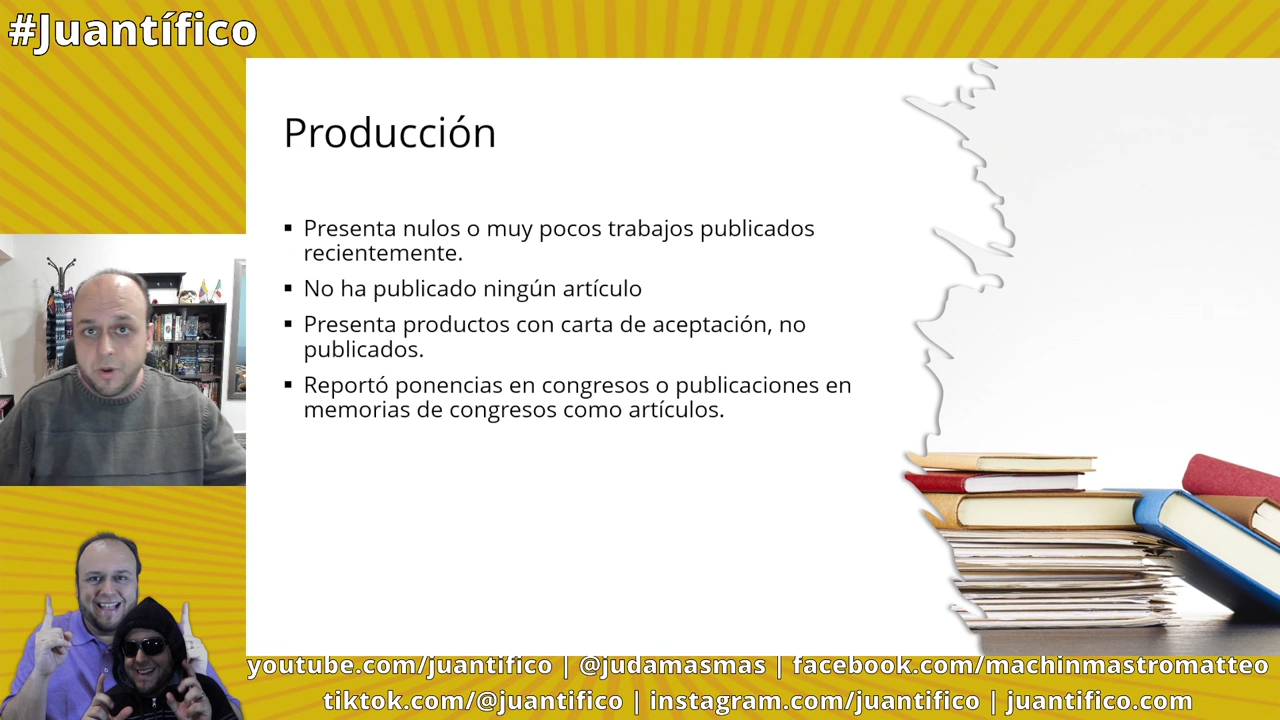 #Juantífico
Producción
▪ Presenta nulos o muy pocos trabajos publicados
recientemente.
▪ No ha publicado ningún artículo
▪ Presenta productos con carta de aceptación, no
publicados.
▪ Reportó ponencias en congresos o publicaciones en
memorias de congresos como artículos.
youtube.com/juantifico | @judamasmas | facebook.com/machinmastromatteo
tiktok.com/@juantifico | instagram.com/juantifico | juantifico.com